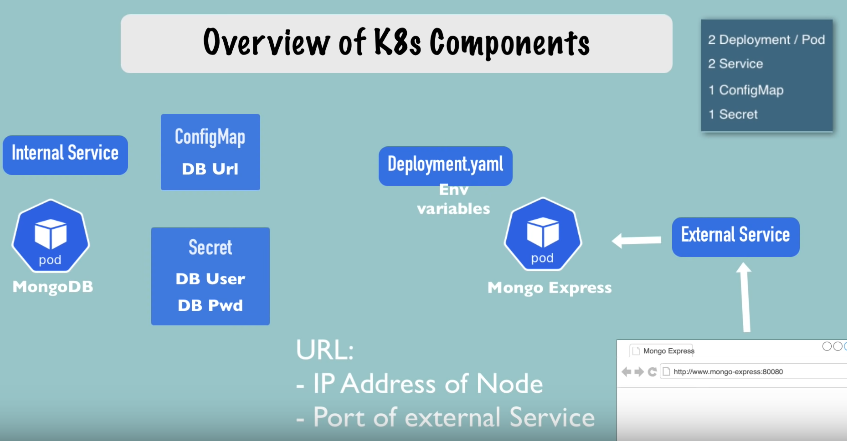 Overview of K8s Components
2 Deployment / Pod
2 Service
1 ConfigMap
1 Secret
Internal Service
pod
MongoDB
ConfigMap
DB Url
Secret
DB User
DB Pwd
Deployment.yaml
Env
variables
pod
Mongo Express
External Service
URL:
- IP Address of Node
- Port of external Service
Mongo Express
http://www.mongo-express:80080